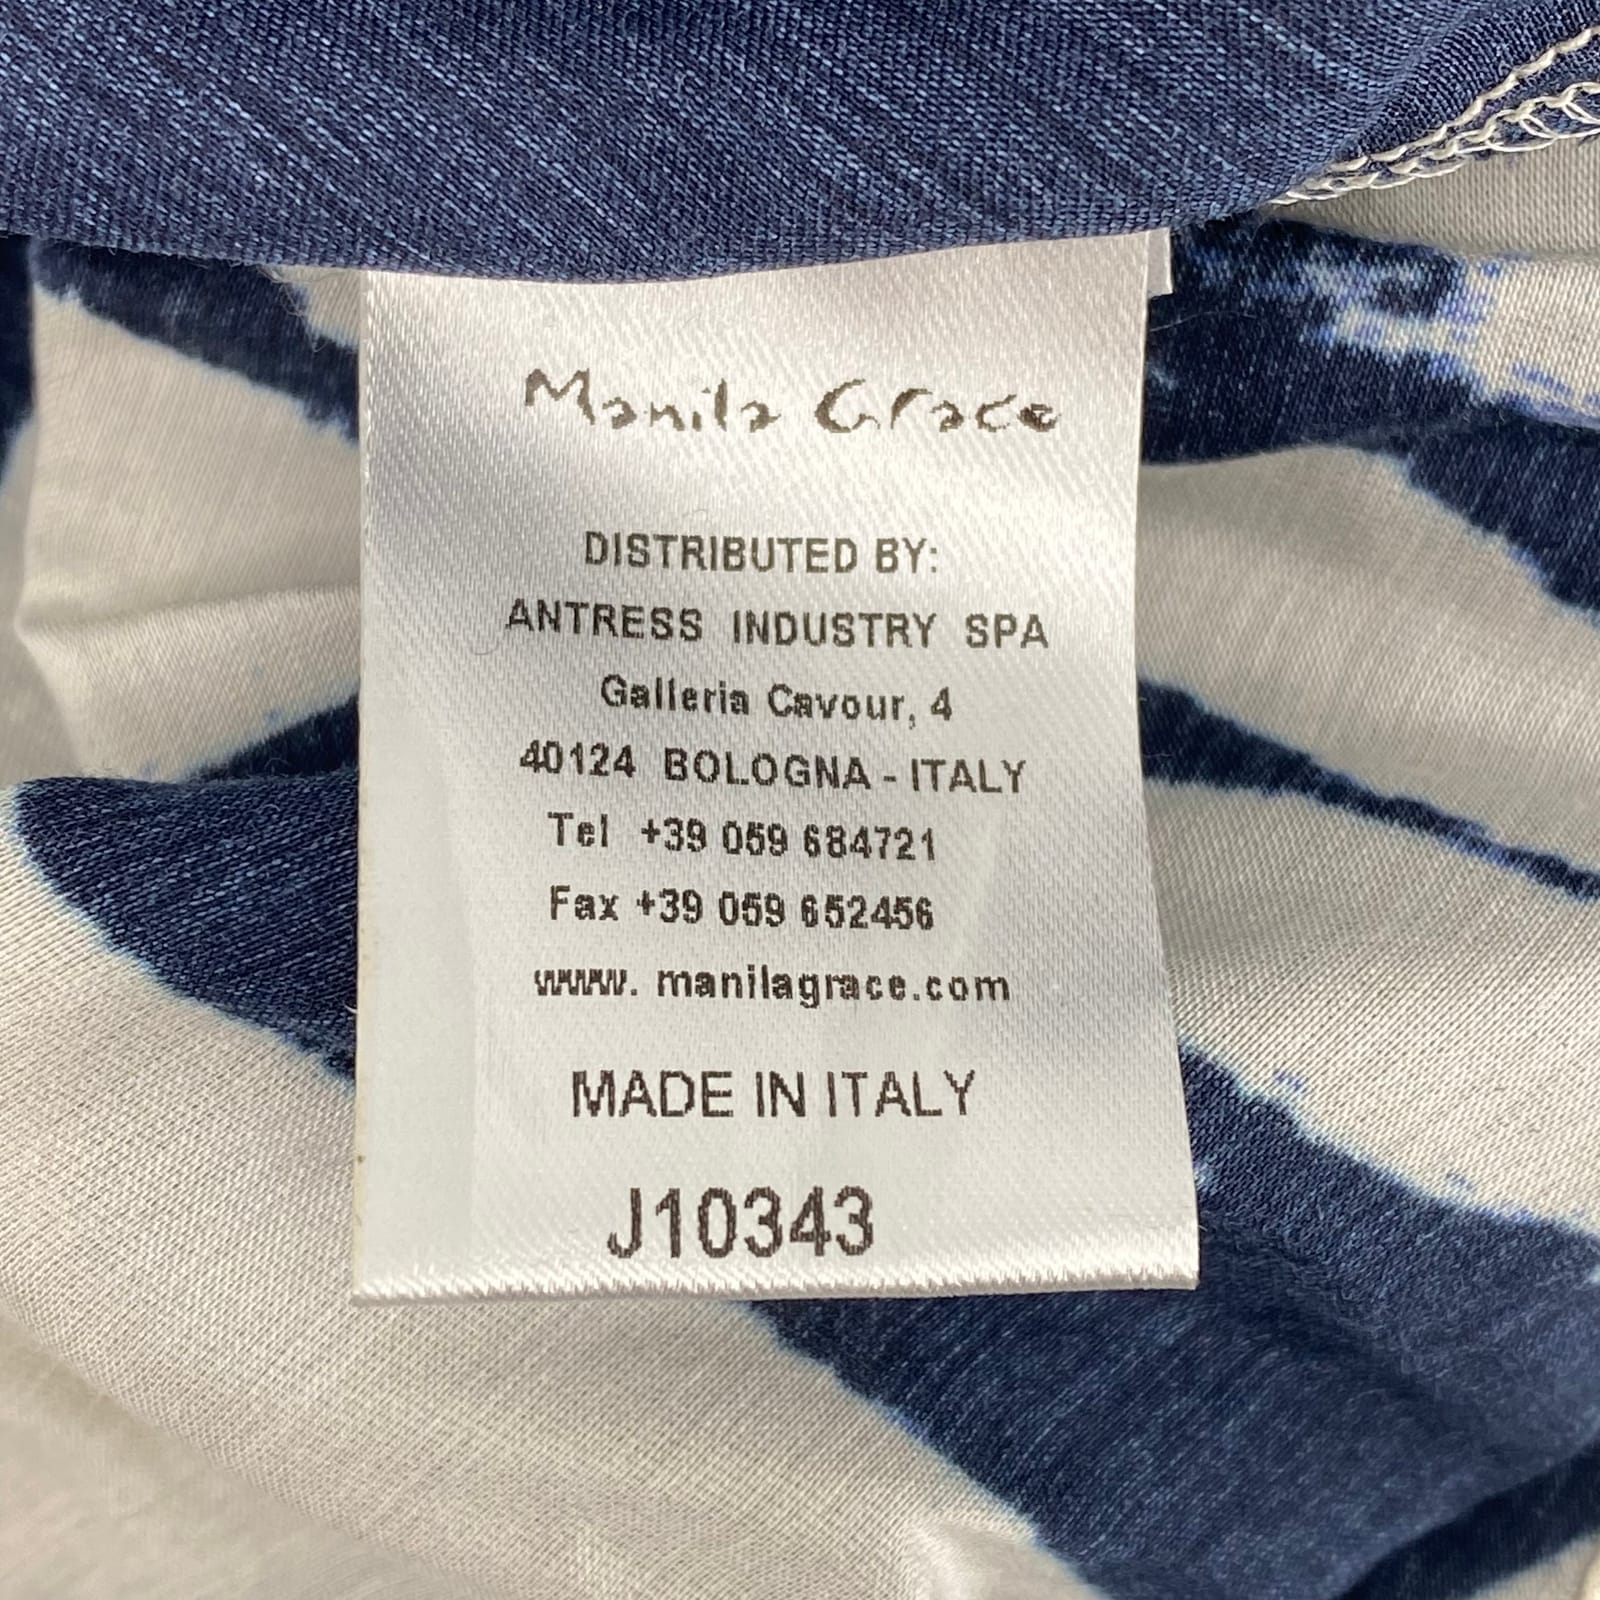 Manila Grace
DISTRIBUTED BY:
ANTRESS INDUSTRY SPA
Galleria Cavour, 4
40124 BOLOGNA - ITALY
Tel +39 059 684721
Fax +39 059 652456
www. manilagrace.com
MADE IN ITALY
J10343